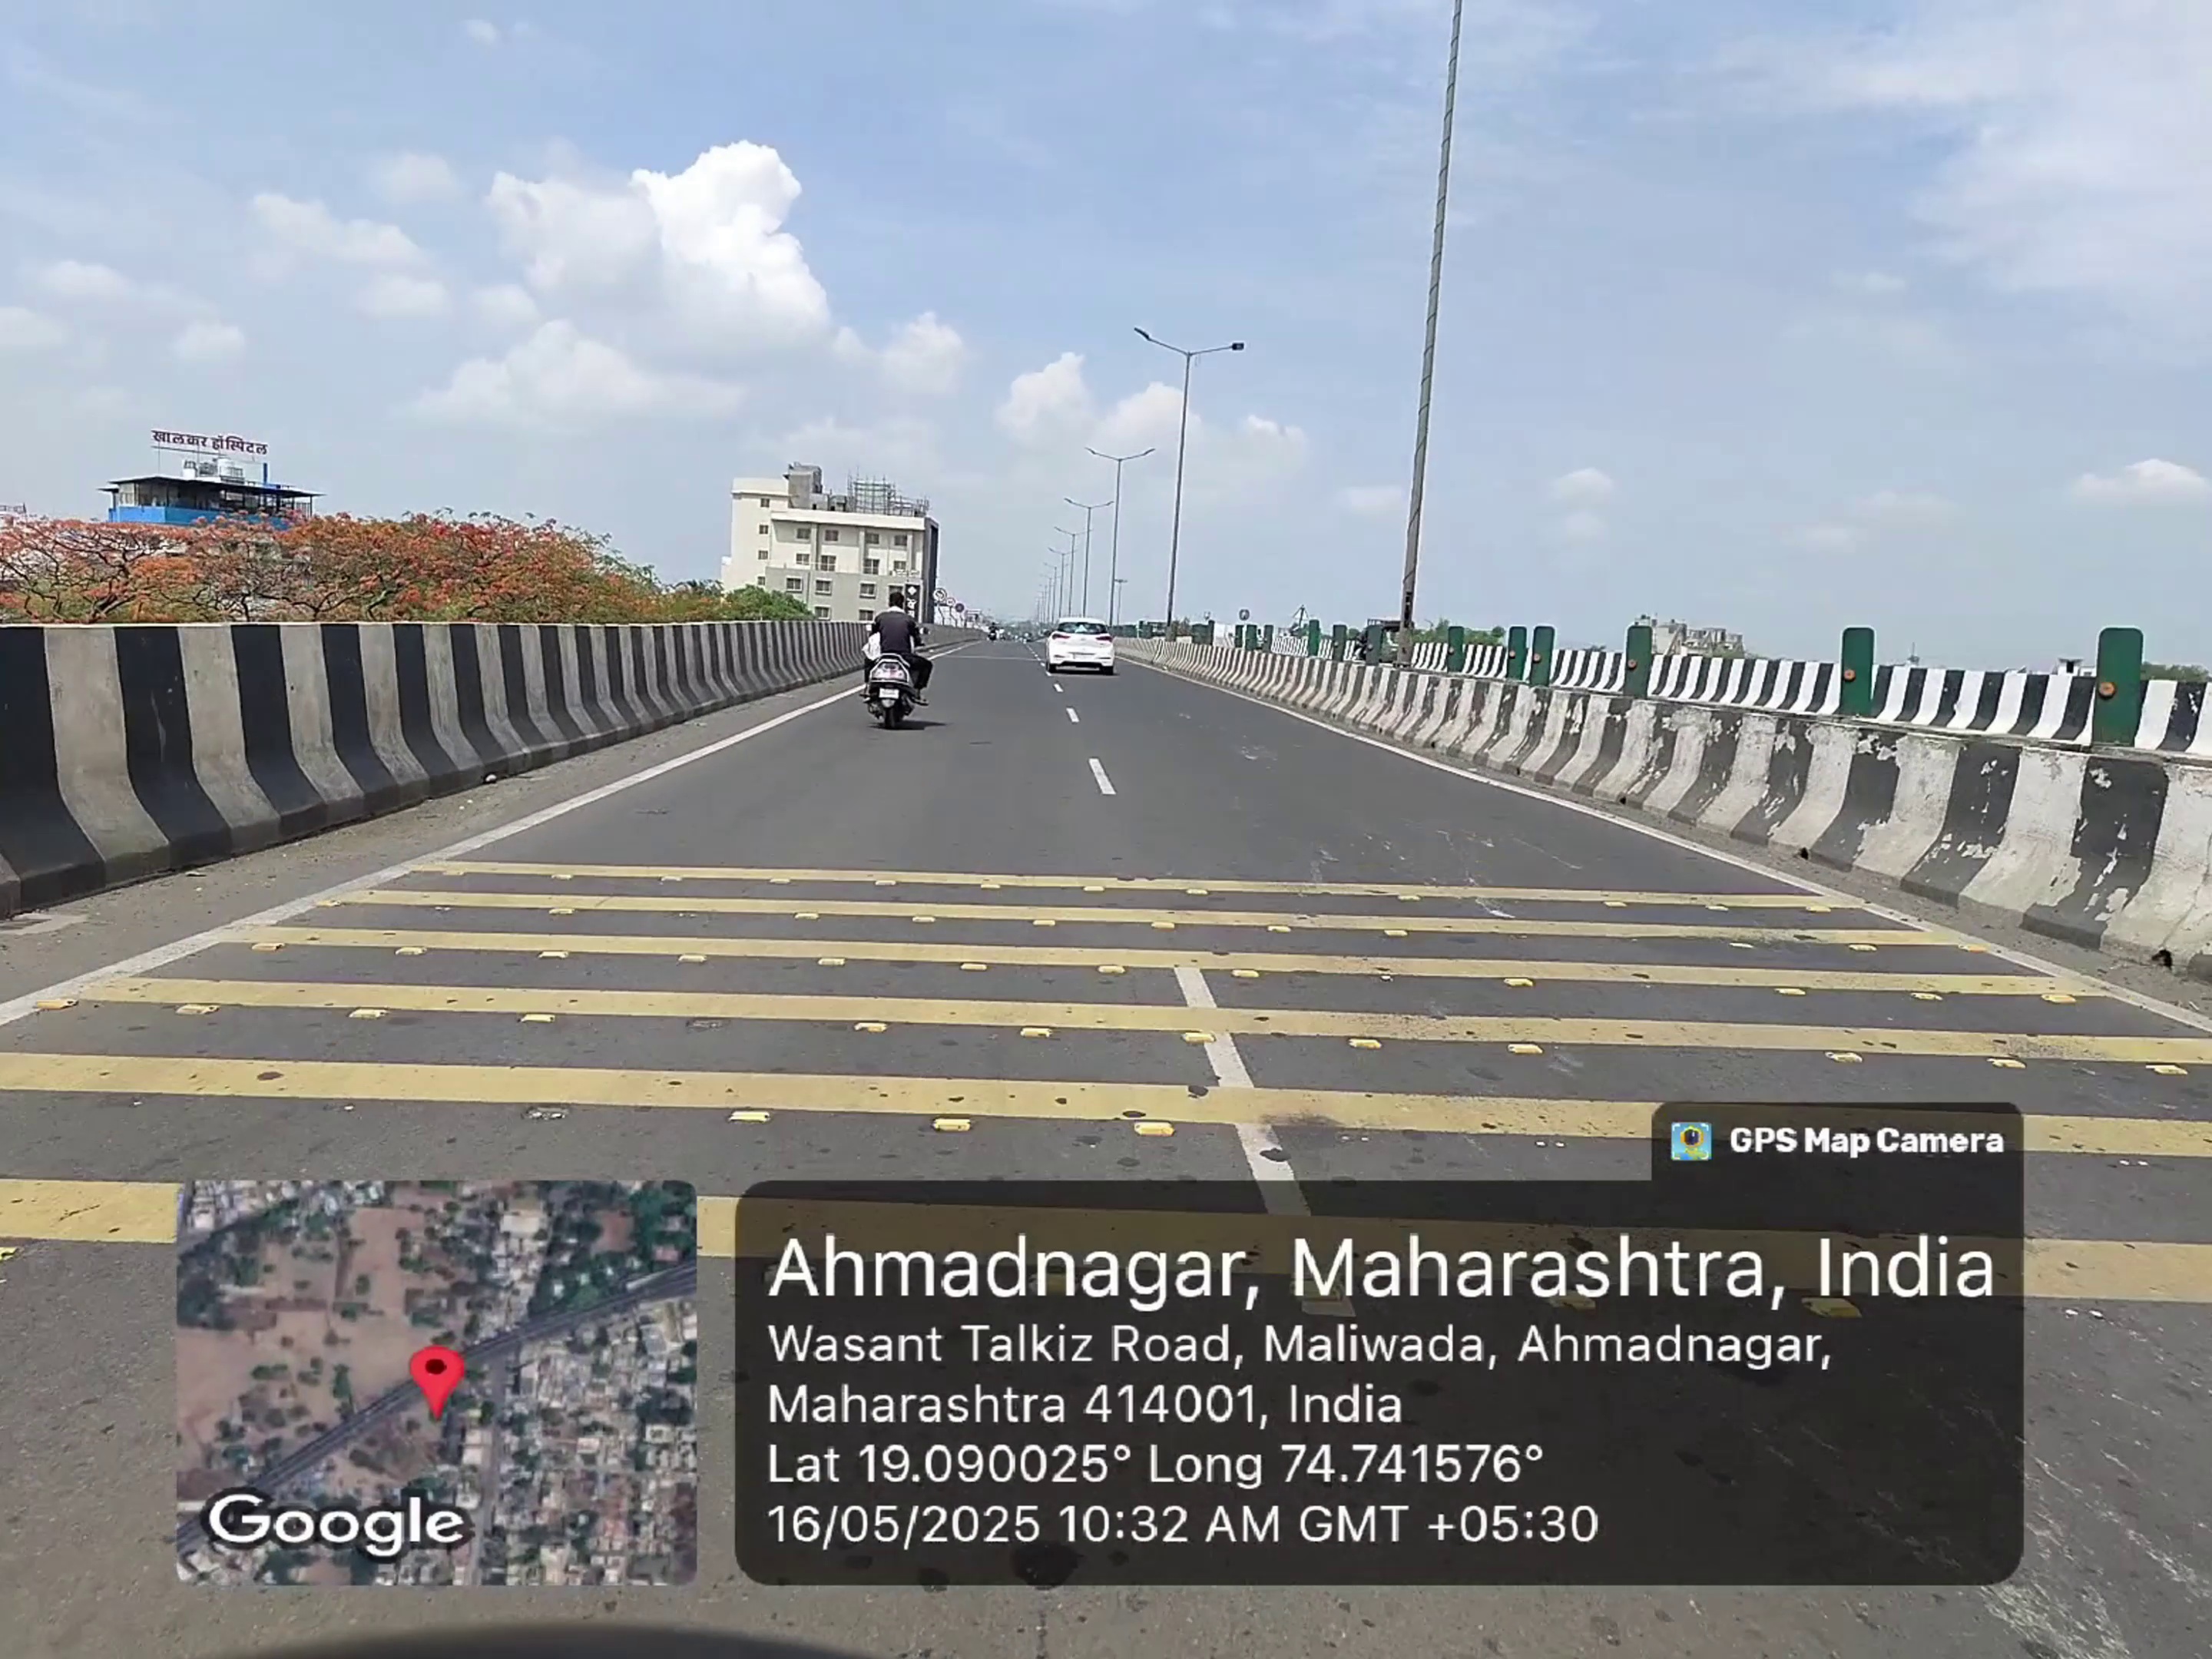 खालकर हॉस्पिटल
GPS Map Camera
Google
Ahmadnagar, Maharashtra, India
Wasant Talkiz Road, Maliwada, Ahmadnagar,
Maharashtra 414001, India
Lat 19.090025° Long 74.741576°
16/05/2025 10:32 AM GMT +05:30